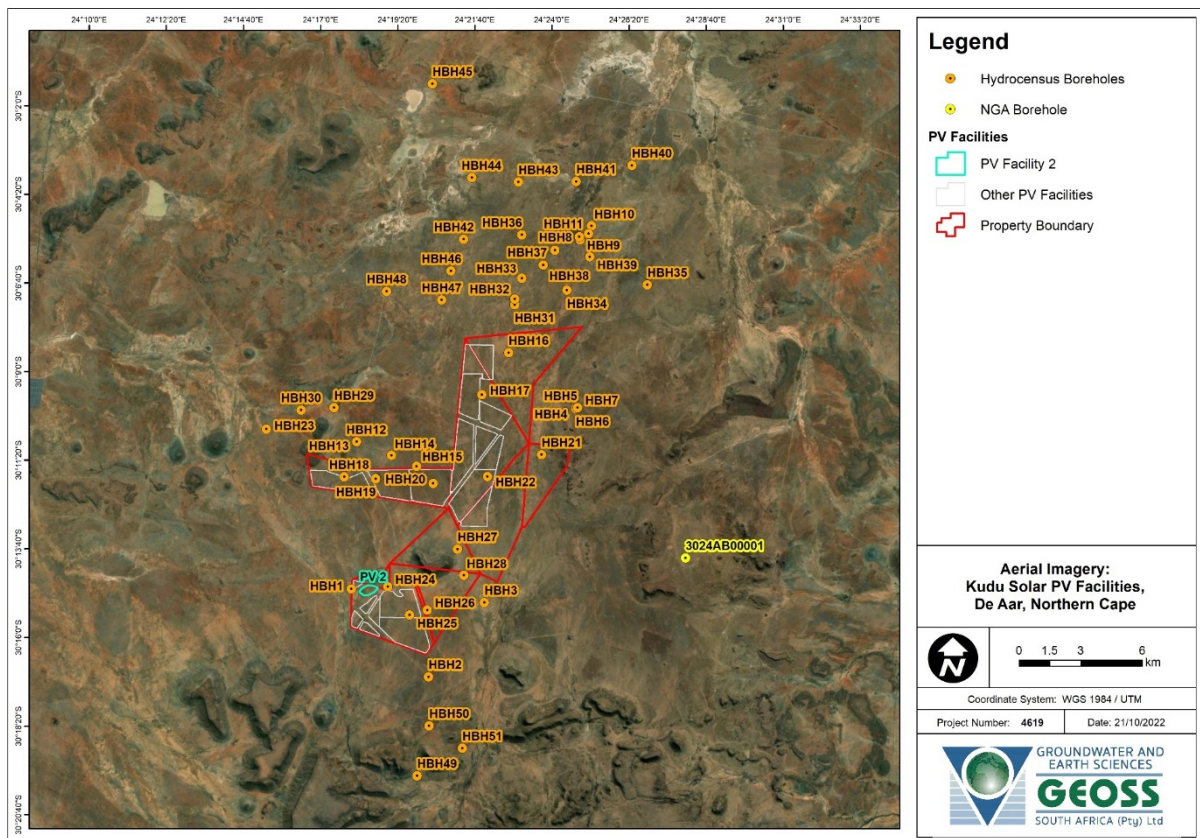 24°10'0"E 24°12'20"E 24°14'40"E 24°17'0"E 24°19'20"E 24°21'40"E 24°24'0"E 24°26'20"E 24°28'40"E 24°31'0"E 24°33'20"E
30°2'0"S
30°4'20"S
30°6'40"S
30°9'0"S
30°11'20"S
30°13'40"S
30°16'0"S
30°18'20"S
30°20'40"S
HBH45
HBH40
HBH44
HBH43
HBH41
HBH10
HBH36
HBH11
HBH42
HBH8
HBH9
HBH37
HBH46
HBH39
HBH33
HBH38
HBH35
HBH48
HBH47
HBH32
HBH34
HBH31
HBH16
HBH17
HBH30
HBH29
HBH5
HBH7
HBH23
HBH4
HBH6
HBH12
HBH13
HBH14
HBH21
HBH15
HBH18
HBH20
HBH22
HBH19
HBH27
3024AB00001
HBH28
PV 2
HBH1
HBH24
HBH3
HBH26
HBH25
HBH2
HBH50
HBH51
HBH49
Legend
Hydrocensus Boreholes
NGA Borehole
PV Facilities
PV Facility 2
Other PV Facilities
Property Boundary
Aerial Imagery:
Kudu Solar PV Facilities,
De Aar, Northern Cape
N
0 1.5 3 6
km
Coordinate System: WGS 1984 / UTM
Project Number: 4619 Date: 21/10/2022
GROUNDWATER AND
EARTH SCIENCES
GEOSS
SOUTH AFRICA (Pty) Ltd